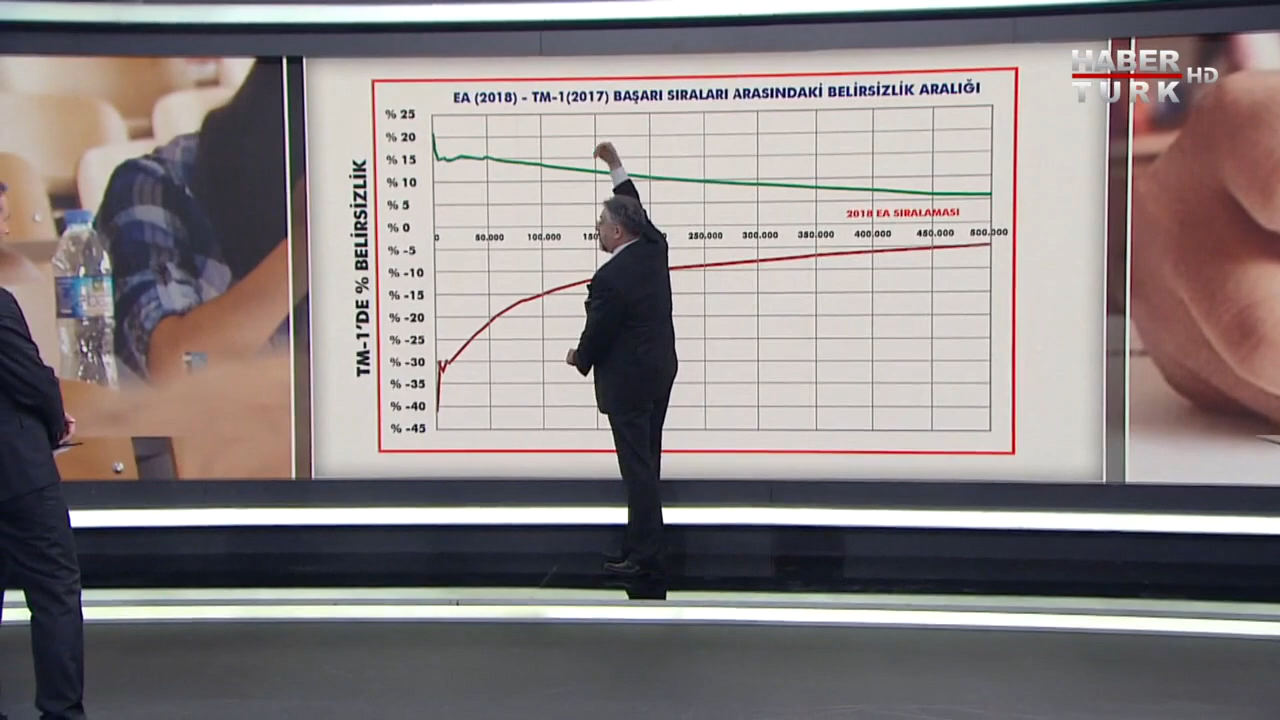 HABER
TÜRK HD
EA (2018) - TM-1(2017) BAŞARI SIRALARI ARASINDAKİ BELİRSİZLİK ARALIĞI
TM-1'DE % BELİRSİZLİK
% 25
% 20
% 15
% 10
% 5
% 0
% -5
% -10
% -15
% -20
% -25
% -30
% -35
% -40
% -45
2018 EA SIRALAMASI
0 50.000 100.000 150 250.000 300.000 350.000 400.000 450.000 500.000